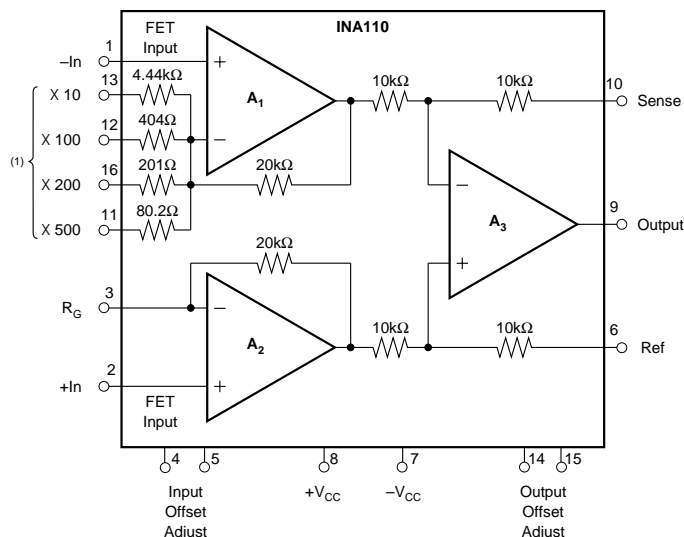 INA110
FET
Input
1
–In
13
4.44kΩ
X 10
12
404Ω
X 100
(1)
16
201Ω
X 200
11
80.2Ω
X 500
+
A1
−
20kΩ
10kΩ
10kΩ
10
Sense
−
A3
+
9
Output
20kΩ
3
RG
−
A2
+
10kΩ
10kΩ
6
Ref
2
+In
FET
Input
4
5
8
7
14
15
Input
Offset
Adjust
+VCC
−VCC
Output
Offset
Adjust